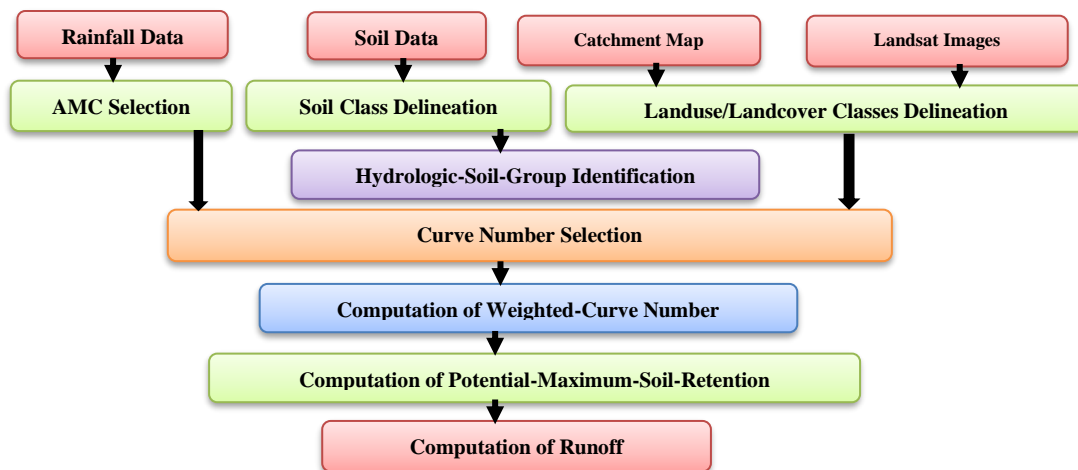 Rainfall Data
Soil Data
Catchment Map
Landsat Images
AMC Selection
Soil Class Delineation
Landuse/Landcover Classes Delineation
Hydrologic-Soil-Group Identification
Curve Number Selection
Computation of Weighted-Curve Number
Computation of Potential-Maximum-Soil-Retention
Computation of Runoff